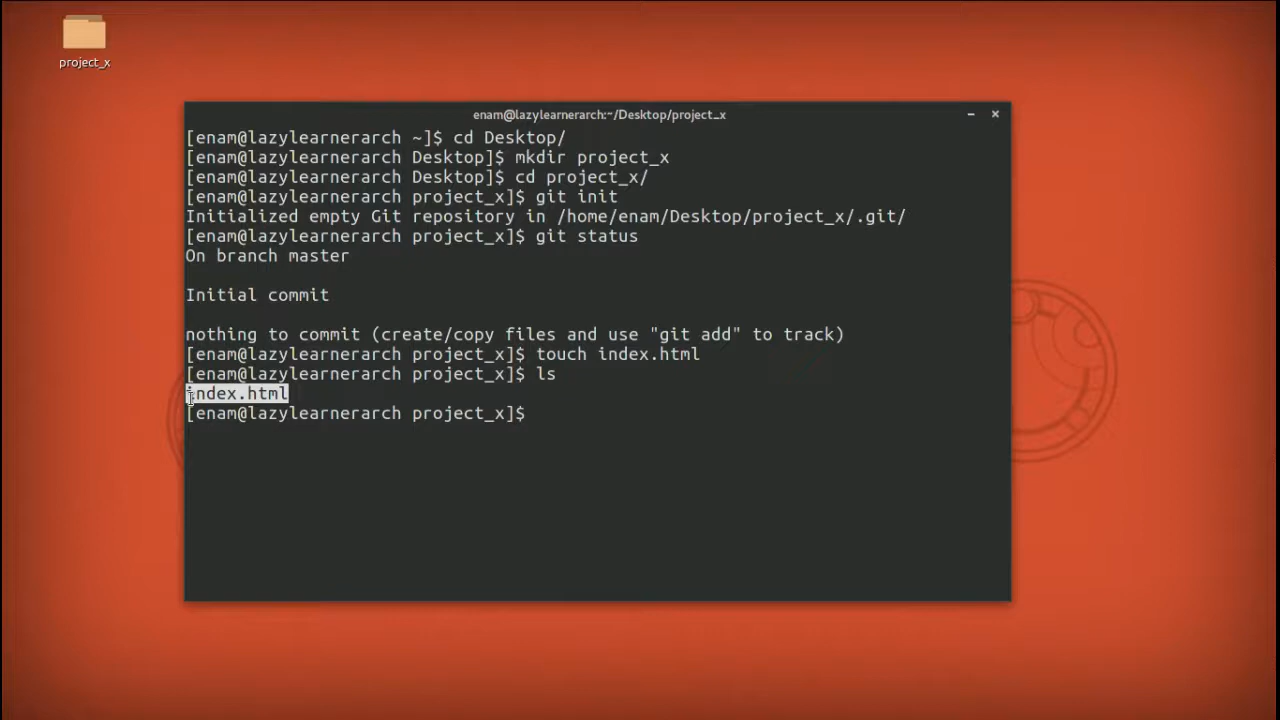 project_x
enam@lazylearnerarch:~/Desktop/project_x
[enam@lazylearnerarch ~]$ cd Desktop/
[enam@lazylearnerarch Desktop]$ mkdir project_x
[enam@lazylearnerarch Desktop]$ cd project_x/
[enam@lazylearnerarch project_x]$ git init
Initialized empty Git repository in /home/enam/Desktop/project_x/.git/
[enam@lazylearnerarch project_x]$ git status
On branch master
Initial commit
nothing to commit (create/copy files and use "git add" to track)
[enam@lazylearnerarch project_x]$ touch index.html
[enam@lazylearnerarch project_x]$ ls
index.html
[enam@lazylearnerarch project_x]$